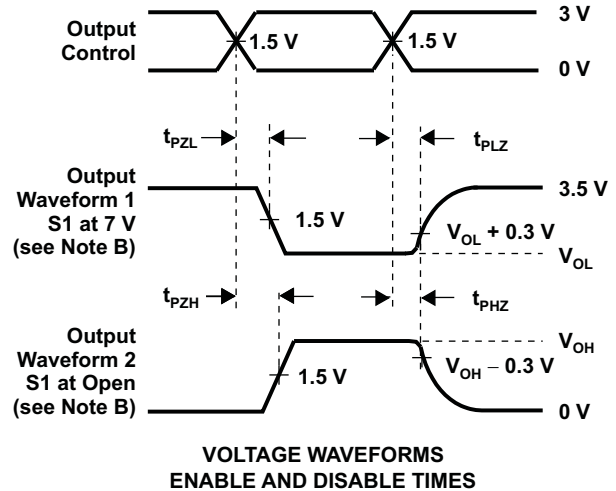 Output
Control
1.5 V
1.5 V
3 V
0 V
tPZL
tPLZ
Output
Waveform 1
S1 at 7 V
(see Note B)
1.5 V
3.5 V
VOL + 0.3 V
VOL
tPZH
tPHZ
Output
Waveform 2
S1 at Open
(see Note B)
1.5 V
VOH
VOH − 0.3 V
0 V
VOLTAGE WAVEFORMS
ENABLE AND DISABLE TIMES